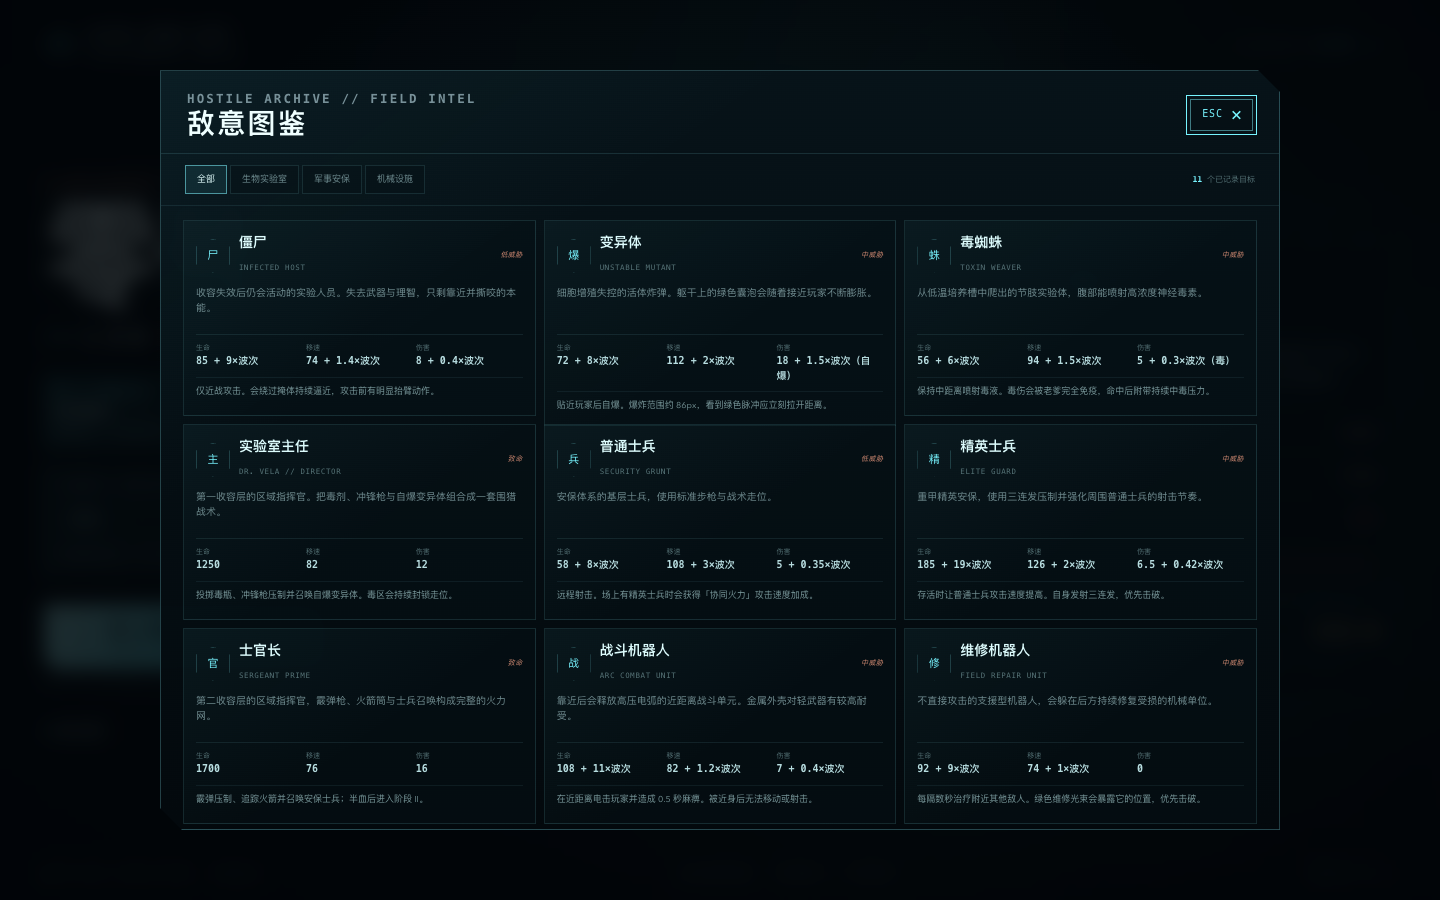 HOSTILE ARCHIVE // FIELD INTEL
敌意图鉴
ESC ×
全部 生物实验室 军事安保 机械设施
11 个已记录目标
尸 僵尸 低威胁
INFECTED HOST
收容失效后仍会活动的实验人员。失去武器与理智，只剩靠近并撕咬的本
能。
生命 移速 伤害
85 + 9×波次 74 + 1.4×波次 8 + 0.4×波次
仅近战攻击。会绕过掩体持续逼近，攻击前有明显抬臂动作。
爆 变异体 中威胁
UNSTABLE MUTANT
细胞增殖失控的活体炸弹。躯干上的绿色囊泡会随着接近玩家不断膨胀。
生命 移速 伤害
72 + 8×波次 112 + 2×波次 18 + 1.5×波次 (自
爆)
贴近玩家后自爆。爆炸范围约 86px，看到绿色脉冲应立刻拉开距离。
蛛 毒蜘蛛 中威胁
TOXIN WEAVER
从低温培养槽中爬出的节肢实验体，腹部能喷射高浓度神经毒素。
生命 移速 伤害
56 + 6×波次 94 + 1.5×波次 5 + 0.3×波次 (毒)
保持中距离喷射毒液。毒伤会被老爹完全免疫，命中后附带持续中毒压力。
主 实验室主任 致命
DR. VELA // DIRECTOR
第一收容层的区域指挥官。把毒剂、冲锋枪与自爆变异体组合成一套围猎
战术。
生命 移速 伤害
1250 82 12
投掷毒瓶、冲锋枪压制并召唤自爆变异体。毒区会持续封锁走位。
兵 普通士兵 低威胁
SECURITY GRUNT
安保体系的基层士兵，使用标准步枪与战术走位。
生命 移速 伤害
58 + 8×波次 108 + 3×波次 5 + 0.35×波次
远程射击。场上有精英士兵时会获得「协同火力」攻击速度加成。
精 精英士兵 中威胁
ELITE GUARD
重甲精英安保，使用三连发压制并强化周围普通士兵的射击节奏。
生命 移速 伤害
185 + 19×波次 126 + 2×波次 6.5 + 0.42×波次
存活时让普通士兵攻击速度提高。自身发射三连发，优先击破。
官 士官长 致命
SERGEANT PRIME
第二收容层的区域指挥官，霰弹枪、火箭筒与士兵召唤构成完整的火力
网。
生命 移速 伤害
1700 76 16
霰弹压制、追踪火箭并召唤安保士兵；半血后进入阶段 II。
战 战斗机器人 中威胁
ARC COMBAT UNIT
靠近后会释放高压电弧的近距离战斗单元。金属外壳对轻武器有较高耐
受。
生命 移速 伤害
108 + 11×波次 82 + 1.2×波次 7 + 0.4×波次
在近距离电击玩家并造成 0.5 秒麻痹。被近身后无法移动或射击。
修 维修机器人 中威胁
FIELD REPAIR UNIT
不直接攻击的支援型机器人，会躲在后方持续修复受损的机械单位。
生命 移速 伤害
92 + 9×波次 74 + 1×波次 0
每隔数秒治疗附近其他敌人。绿色维修光束会暴露它的位置，优先击破。